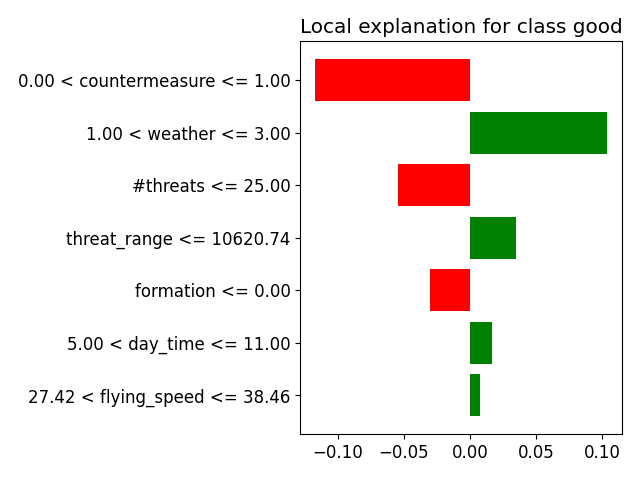 Local explanation for class good
0.00 < countermeasure <= 1.00
1.00 < weather <= 3.00
#threats <= 25.00
threat_range <= 10620.74
formation <= 0.00
5.00 < day_time <= 11.00
27.42 < flying_speed <= 38.46
−0.10 −0.05 0.00 0.05 0.10